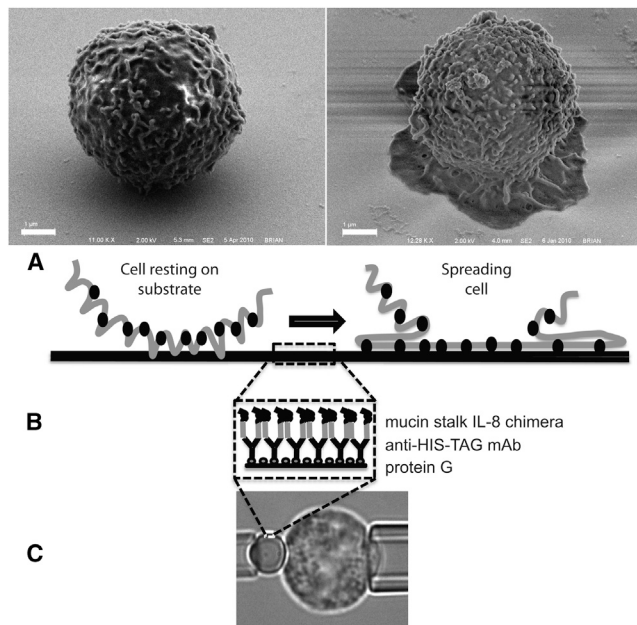 1 µm
11.00 K X 2.00 kV 5.5 mm SE2 5 Apr 2010 BRIAN
1 µm
12.28 K X 2.00 kV 4.0 mm SE2 6 Jan 2010 BRIAN
A
Cell resting on
substrate
Spreading
cell
B
mucin stalk IL-8 chimera
anti-HIS-TAG mAb
protein G
C